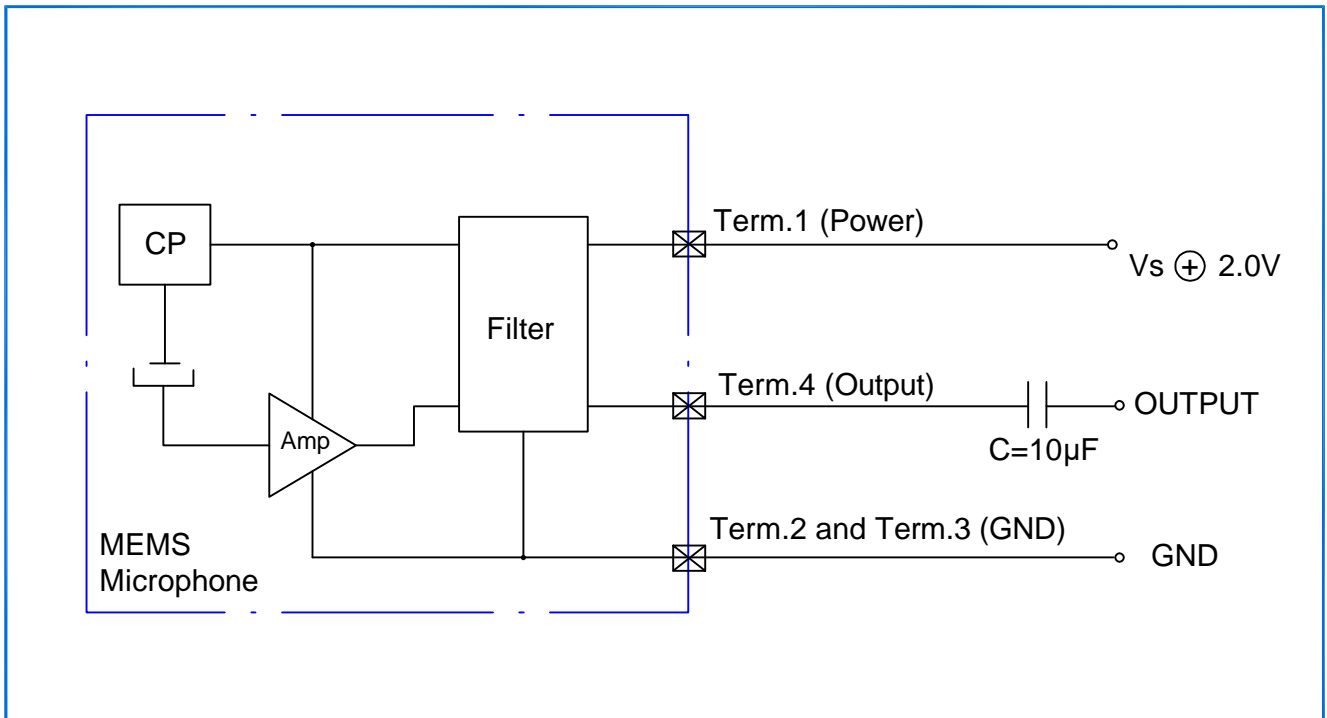 CP
Filter
Amp
MEMS
Microphone
Term.1 (Power)
Vs ⊕ 2.0V
Term.4 (Output)
OUTPUT
C=10µF
Term.2 and Term.3 (GND)
GND